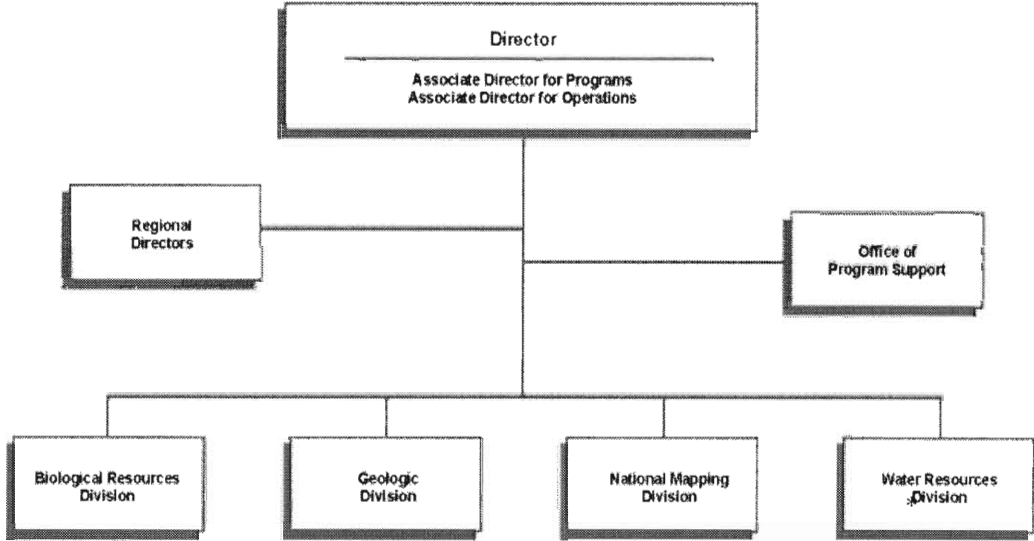 Director
Associate Director for Programs
Associate Director for Operations
Regional
Directors
Office of
Program Support
Biological Resources
Division
Geologic
Division
National Mapping
Division
Water Resources
*Division